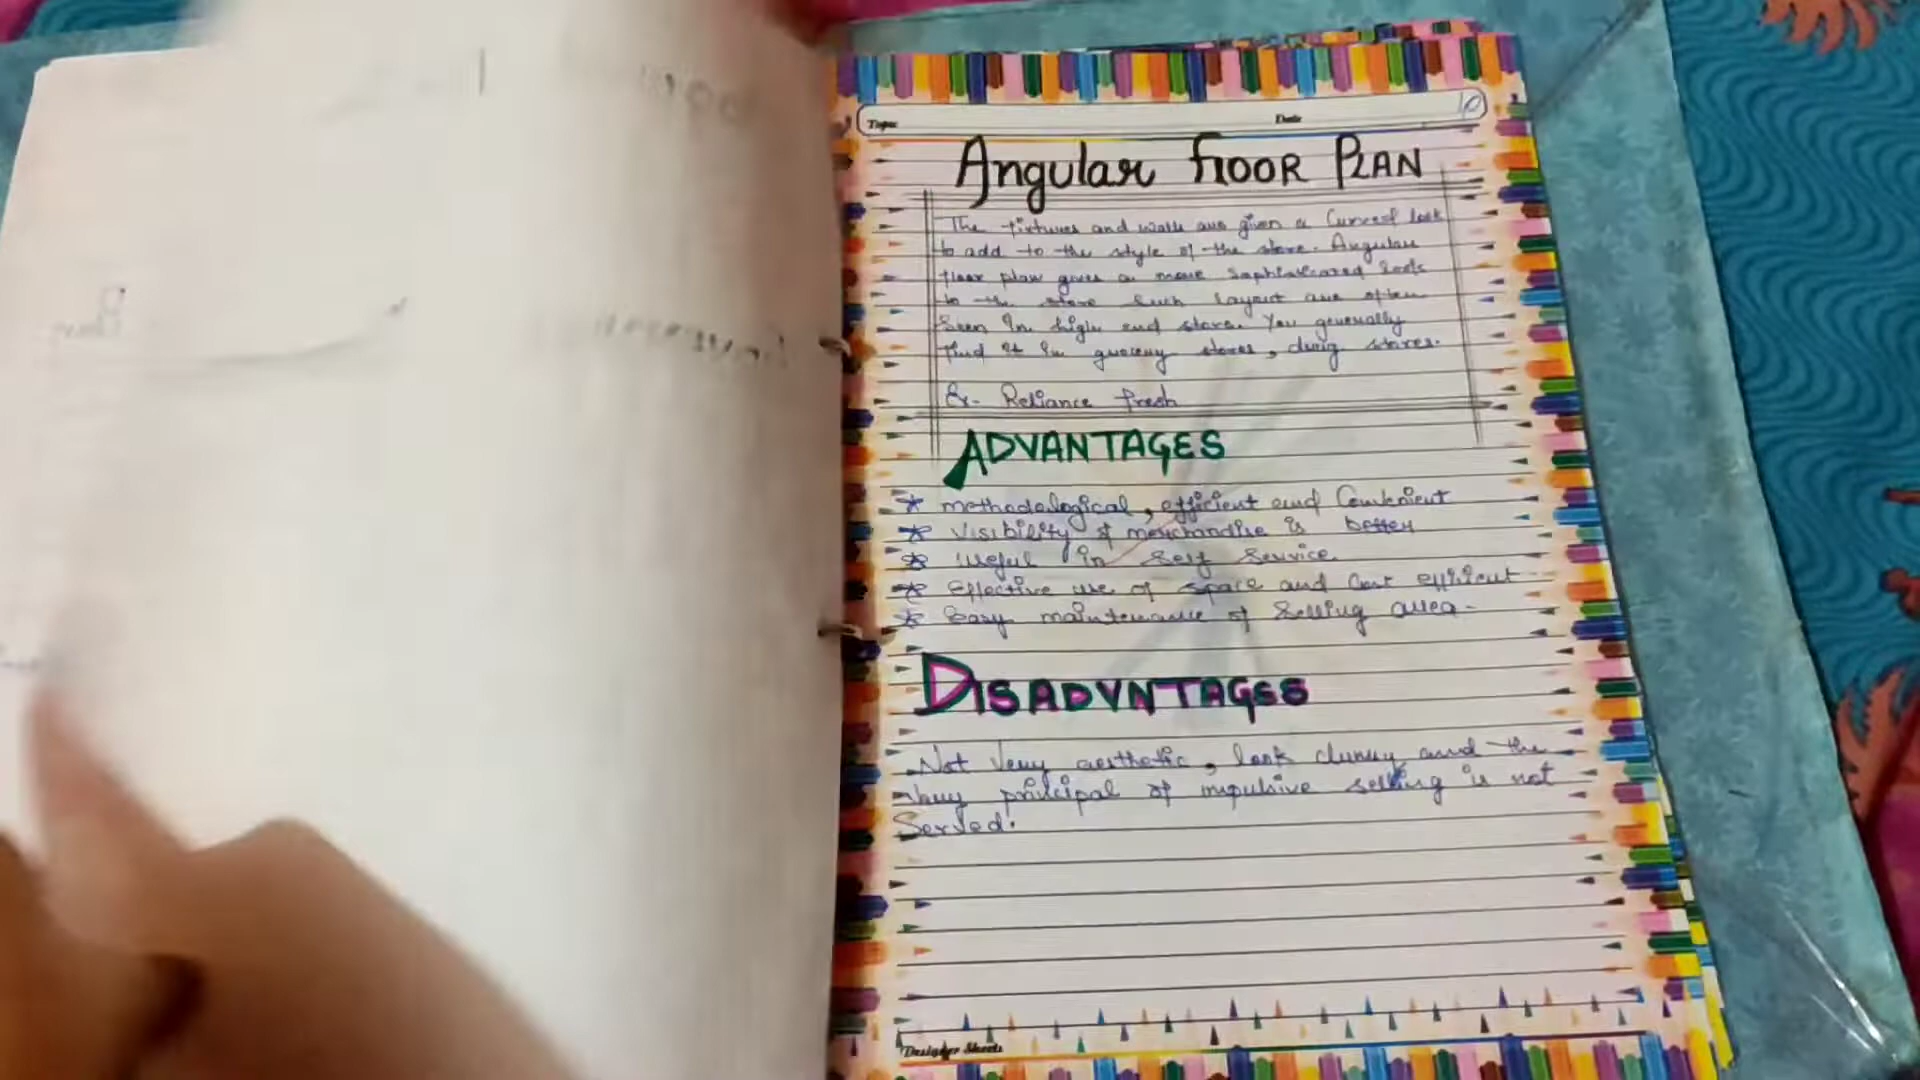 Topic
Date
10
Angular FlOOR PLAN
The fixtures and walls are given a Curved look
to add to the style of the store. Angular
floor plan gives a more Sophisticated look
to the store Such Layout are often
Seen In high end store. You generally
find It In grocery stores, drug stores.
Ex- Reliance fresh
ADVANTAGES
* methodological, efficient and Convenient
* Visibility of merchandise is better
* Useful in Self Service
* Effective use of space and Cost efficient
* Easy maintenance of Selling area-
DISADVNTAGES
Not Very aesthetic, look clumsy and the
buy principal of impulsive selling is not
Served.
Designer Sheets